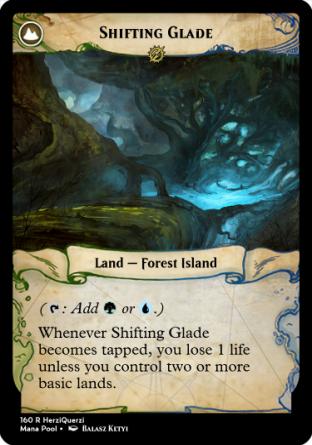 Shifting Glade
Land — Forest Island
( : Add or .)
Whenever Shifting Glade
becomes tapped, you lose 1 life
unless you control two or more
basic lands.
160 R HerziQuerzi
Mana Pool • Balasz Ketyi